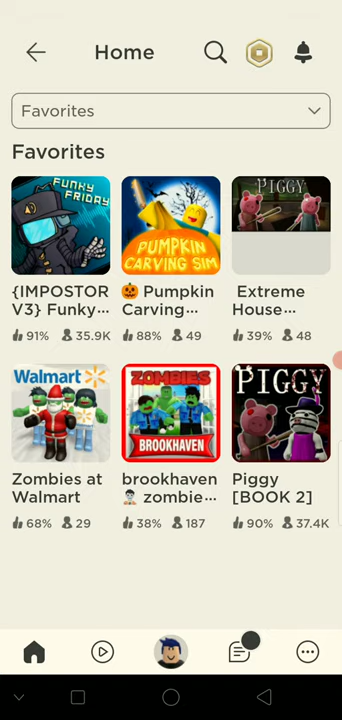 Home
Favorites
Favorites
FUNKY
FRIDAY
PUMPKIN
CARVING SIM
PIGGY
{IMPOSTOR
V3} Funky...
🎃 Pumpkin
Carving...
Extreme
House...
91% 35.9K
88% 49
39% 48
Walmart
ZOMBIES
BROOKHAVEN
PIGGY
Zombies at
Walmart
brookhaven
🧟 zombie...
Piggy
[BOOK 2]
68% 29
38% 187
90% 37.4K